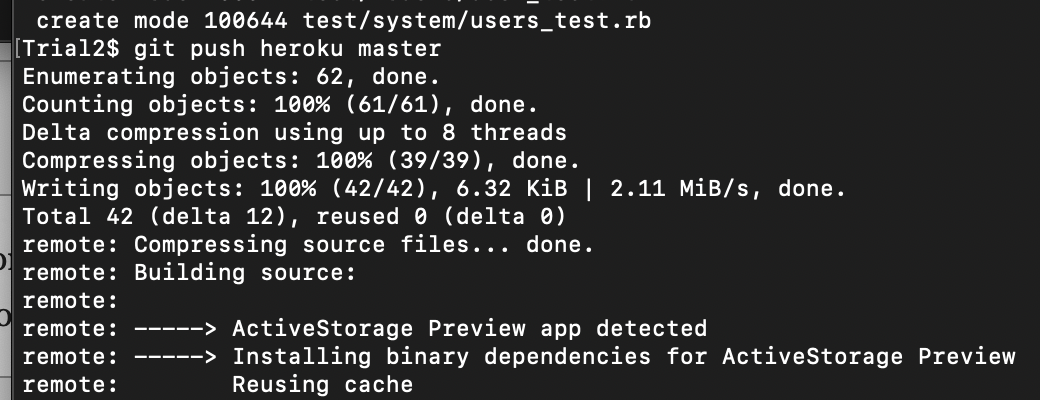 create mode 100644 test/system/users_test.rb
[Trial2$ git push heroku master
Enumerating objects: 62, done.
Counting objects: 100% (61/61), done.
Delta compression using up to 8 threads
Compressing objects: 100% (39/39), done.
Writing objects: 100% (42/42), 6.32 KiB | 2.11 MiB/s, done.
Total 42 (delta 12), reused 0 (delta 0)
remote: Compressing source files... done.
remote: Building source:
remote:
remote: -----> ActiveStorage Preview app detected
remote: -----> Installing binary dependencies for ActiveStorage Preview
remote:        Reusing cache